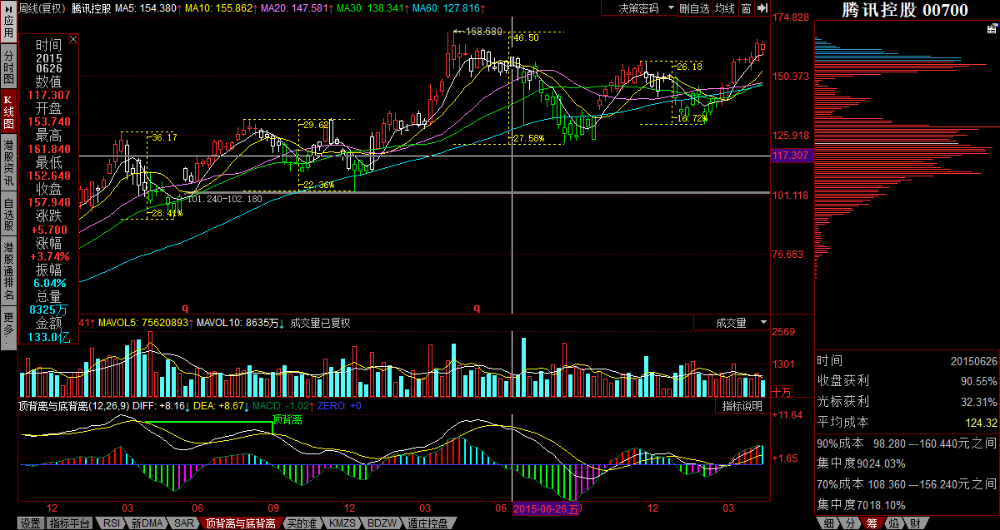 周线(复权) 腾讯控股 MA5: 154.380↑ MA10: 155.862↑ MA20: 147.581↑ MA30: 138.341↑ MA60: 127.816↑
决策密码 删自选 均线 窗
腾讯控股 00700
应用
分时图
K线图
港股资讯
自选股
港股通排名
更多
时间
2015
0626
数值
117.307
开盘
153.740
最高
161.840
最低
152.640
收盘
157.940
涨跌
+5.700
涨幅
+3.74%
振幅
6.04%
总量
8325万
金额
133.0亿
174.828
150.373
125.918
117.307
101.118
76.663
168.680
46.50
26.18
36.17
29.62
27.58%
16.72%
22.36%
28.41%
101.240-102.180
q
q
41↑ MAVOL5: 75620893↑ MAVOL10: 8635万↓ 成交量已复权
成交量
2569
1301
十万
顶背离与底背离(12,26,9) DIFF: +8.16↓ DEA: +8.67↓ MACD: -1.02↑ ZERO: +0
指标说明
顶背离
+11.64
+1.65
12 03 06 09 12 03 06 2015-06-26,五 12 03
设置 指标平台 RSI 新DMA SAR 顶背离与底背离 买的准 KMZS BDZW 通庄控盘
时间 20150626
收盘获利 90.55%
光标获利 32.31%
平均成本 124.32
90%成本 98.280---160.440元之间
集中度9024.03%
70%成本 108.360---156.240元之间
集中度7018.10%
细 分 筹 焰 财